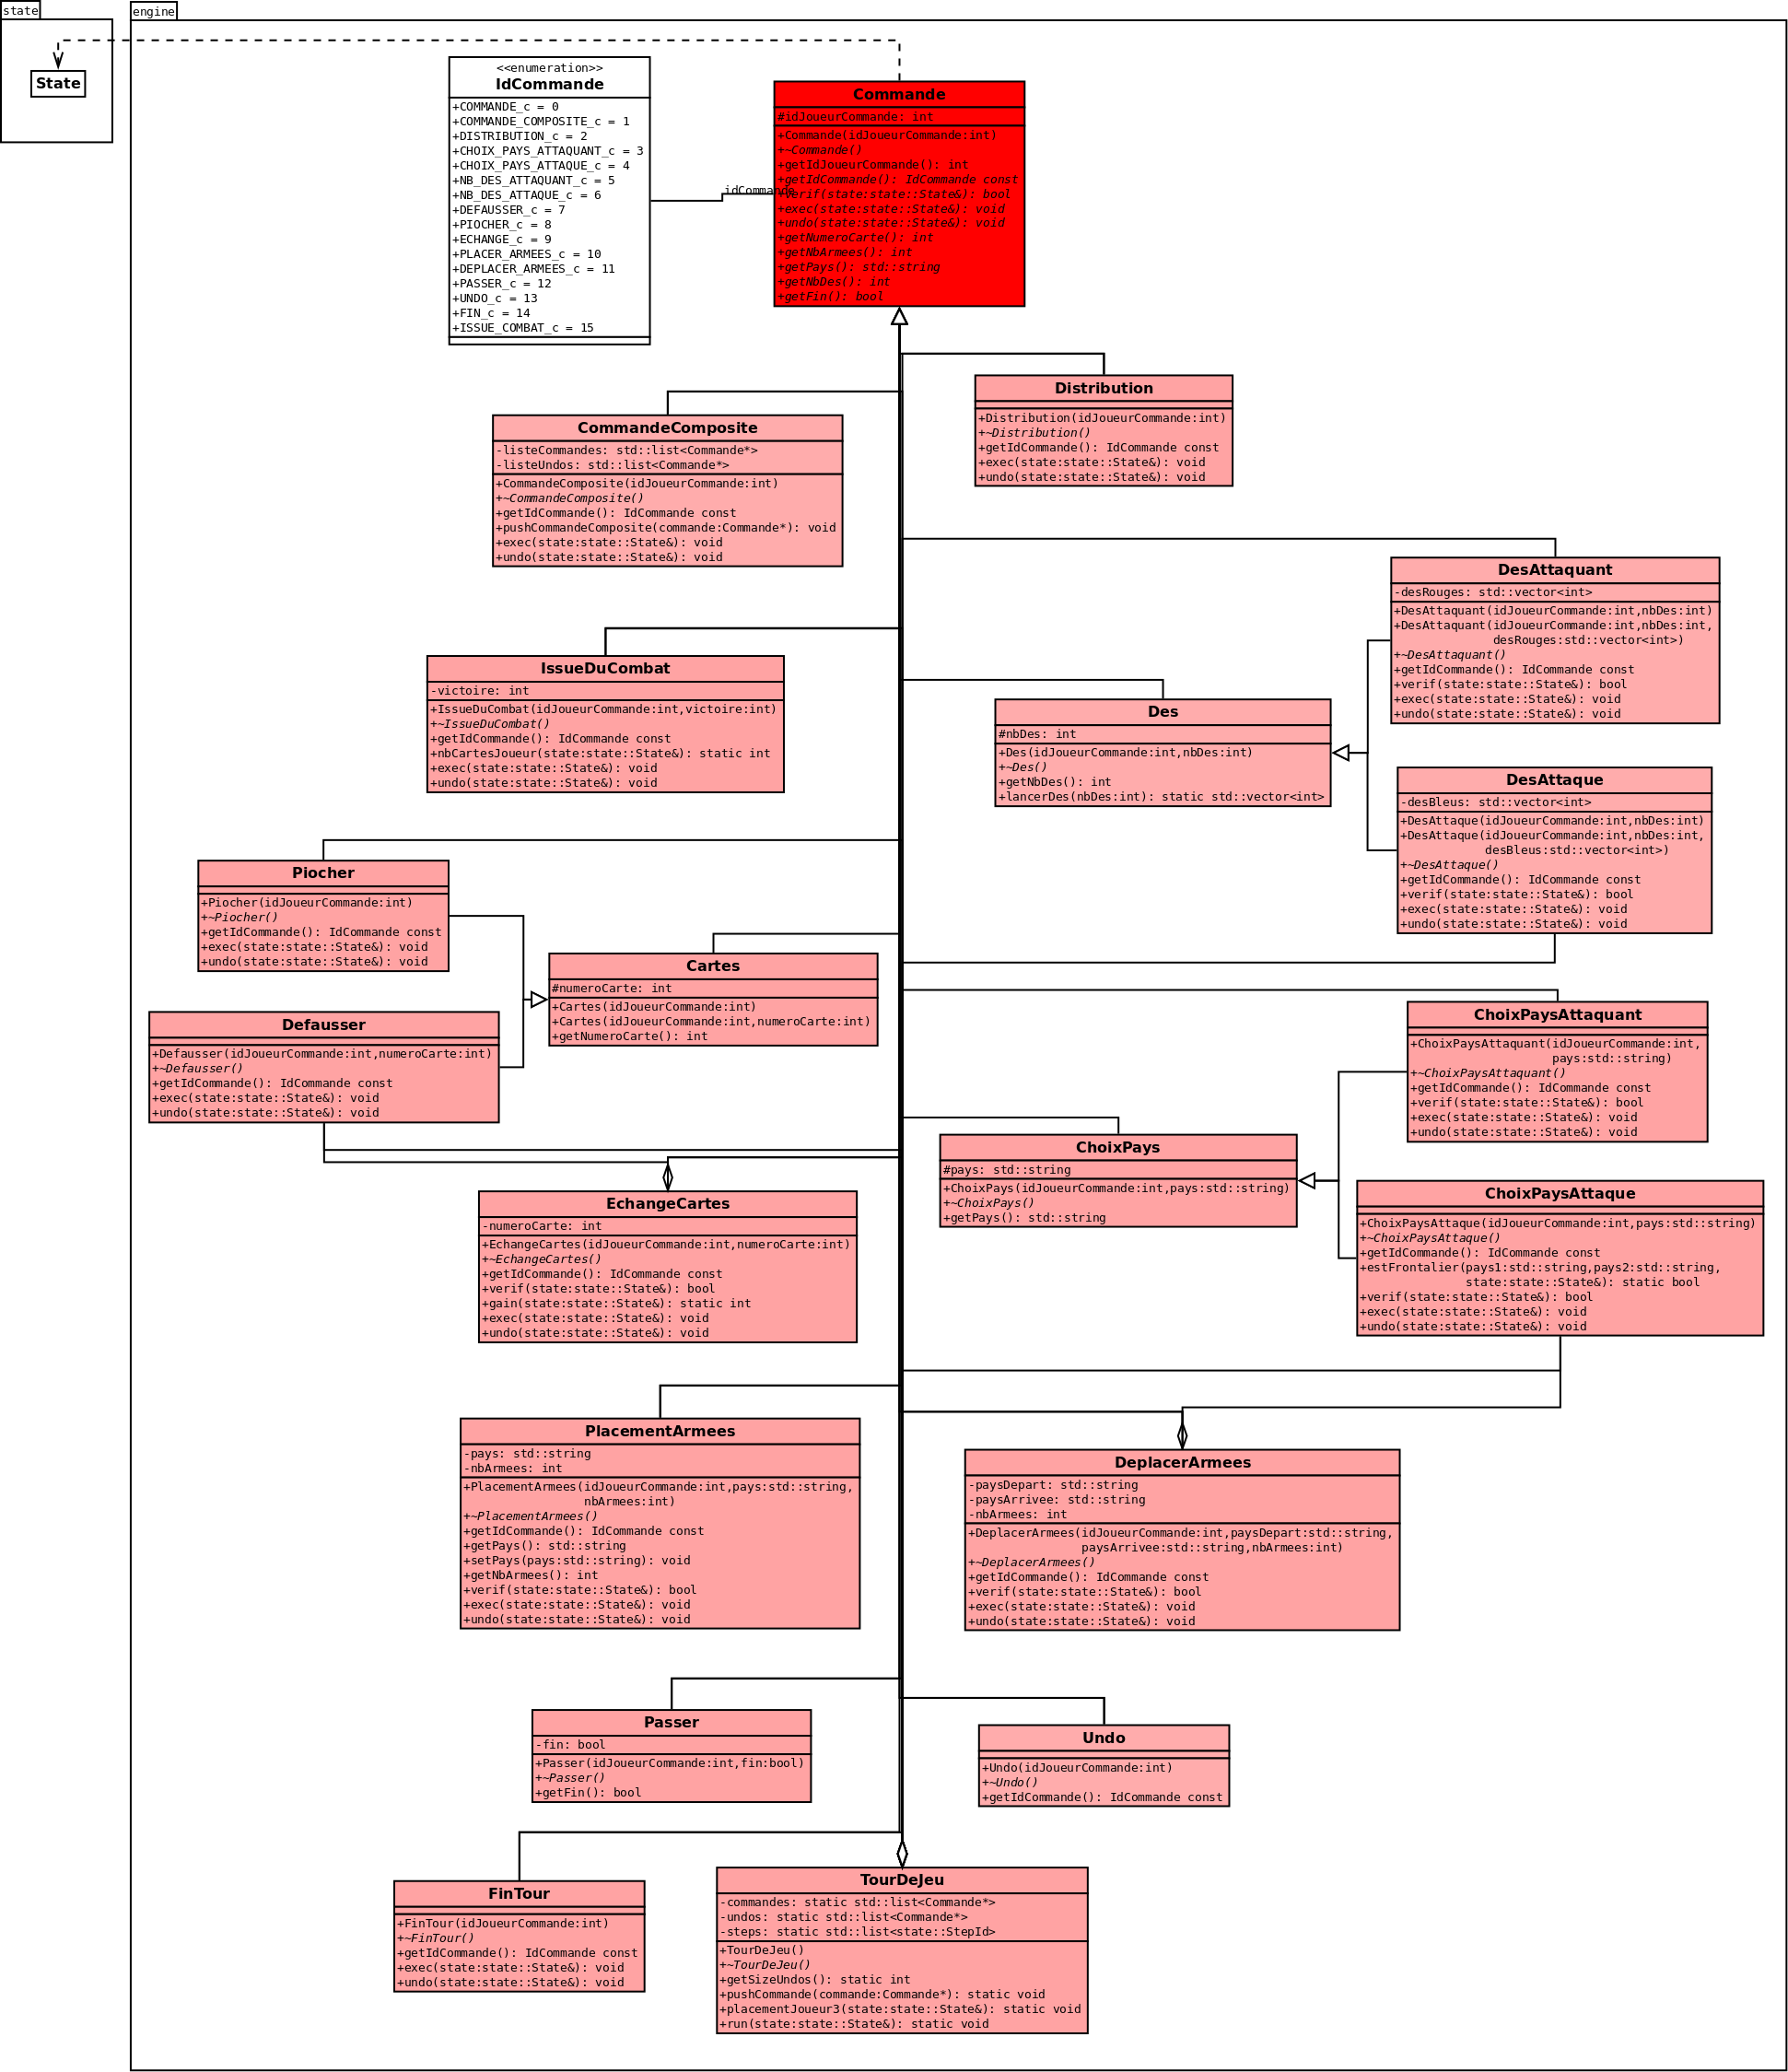 state
engine
State
<<enumeration>>
IdCommande
+COMMANDE_c = 0
+COMMANDE_COMPOSITE_c = 1
+DISTRIBUTION_c = 2
+CHOIX_PAYS_ATTAQUANT_c = 3
+CHOIX_PAYS_ATTAQUE_c = 4
+NB_DES_ATTAQUANT_c = 5
+NB_DES_ATTAQUE_c = 6
+DEFAUSSER_c = 7
+PIOCHER_c = 8
+ECHANGE_c = 9
+PLACER_ARMEES_c = 10
+DEPLACER_ARMEES_c = 11
+PASSER_c = 12
+UNDO_c = 13
+FIN_c = 14
+ISSUE_COMBAT_c = 15
idCommande
Commande
#idJoueurCommande: int
+Commande(idJoueurCommande:int)
+~Commande()
+getIdJoueurCommande(): int
+getIdCommande(): IdCommande const
+verif(state:state::State&): bool
+exec(state:state::State&): void
+undo(state:state::State&): void
+getNumeroCarte(): int
+getNbArmees(): int
+getPays(): std::string
+getNbDes(): int
+getFin(): bool
Distribution
+Distribution(idJoueurCommande:int)
+~Distribution()
+getIdCommande(): IdCommande const
+exec(state:state::State&): void
+undo(state:state::State&): void
CommandeComposite
-listeCommandes: std::list<Commande*>
-listeUndos: std::list<Commande*>
+CommandeComposite(idJoueurCommande:int)
+~CommandeComposite()
+getIdCommande(): IdCommande const
+pushCommandeComposite(commande:Commande*): void
+exec(state:state::State&): void
+undo(state:state::State&): void
DesAttaquant
-desRouges: std::vector<int>
+DesAttaquant(idJoueurCommande:int,nbDes:int)
+DesAttaquant(idJoueurCommande:int,nbDes:int,
desRouges:std::vector<int>)
+~DesAttaquant()
+getIdCommande(): IdCommande const
+verif(state:state::State&): bool
+exec(state:state::State&): void
+undo(state:state::State&): void
IssueDuCombat
-victoire: int
+IssueDuCombat(idJoueurCommande:int,victoire:int)
+~IssueDuCombat()
+getIdCommande(): IdCommande const
+nbCartesJoueur(state:state::State&): static int
+exec(state:state::State&): void
+undo(state:state::State&): void
Des
#nbDes: int
+Des(idJoueurCommande:int,nbDes:int)
+~Des()
+getNbDes(): int
+lancerDes(nbDes:int): static std::vector<int>
DesAttaque
-desBleus: std::vector<int>
+DesAttaque(idJoueurCommande:int,nbDes:int)
+DesAttaque(idJoueurCommande:int,nbDes:int,
desBleus:std::vector<int>)
+~DesAttaque()
+getIdCommande(): IdCommande const
+verif(state:state::State&): bool
+exec(state:state::State&): void
+undo(state:state::State&): void
Piocher
+Piocher(idJoueurCommande:int)
+~Piocher()
+getIdCommande(): IdCommande const
+exec(state:state::State&): void
+undo(state:state::State&): void
Cartes
#numeroCarte: int
+Cartes(idJoueurCommande:int)
+Cartes(idJoueurCommande:int,numeroCarte:int)
+getNumeroCarte(): int
Defausser
+Defausser(idJoueurCommande:int,numeroCarte:int)
+~Defausser()
+getIdCommande(): IdCommande const
+exec(state:state::State&): void
+undo(state:state::State&): void
ChoixPaysAttaquant
+ChoixPaysAttaquant(idJoueurCommande:int,
pays:std::string)
+~ChoixPaysAttaquant()
+getIdCommande(): IdCommande const
+verif(state:state::State&): bool
+exec(state:state::State&): void
+undo(state:state::State&): void
ChoixPays
#pays: std::string
+ChoixPays(idJoueurCommande:int,pays:std::string)
+~ChoixPays()
+getPays(): std::string
ChoixPaysAttaque
+ChoixPaysAttaque(idJoueurCommande:int,pays:std::string)
+~ChoixPaysAttaque()
+getIdCommande(): IdCommande const
+estFrontalier(pays1:std::string,pays2:std::string,
state:state::State&): static bool
+verif(state:state::State&): bool
+exec(state:state::State&): void
+undo(state:state::State&): void
EchangeCartes
-numeroCarte: int
+EchangeCartes(idJoueurCommande:int,numeroCarte:int)
+~EchangeCartes()
+getIdCommande(): IdCommande const
+verif(state:state::State&): bool
+gain(state:state::State&): static int
+exec(state:state::State&): void
+undo(state:state::State&): void
PlacementArmees
-pays: std::string
-nbArmees: int
+PlacementArmees(idJoueurCommande:int,pays:std::string,
nbArmees:int)
+~PlacementArmees()
+getIdCommande(): IdCommande const
+getPays(): std::string
+setPays(pays:std::string): void
+getNbArmees(): int
+verif(state:state::State&): bool
+exec(state:state::State&): void
+undo(state:state::State&): void
DeplacerArmees
-paysDepart: std::string
-paysArrivee: std::string
-nbArmees: int
+DeplacerArmees(idJoueurCommande:int,paysDepart:std::string,
paysArrivee:std::string,nbArmees:int)
+~DeplacerArmees()
+getIdCommande(): IdCommande const
+verif(state:state::State&): bool
+exec(state:state::State&): void
+undo(state:state::State&): void
Passer
-fin: bool
+Passer(idJoueurCommande:int,fin:bool)
+~Passer()
+getFin(): bool
Undo
+Undo(idJoueurCommande:int)
+~Undo()
+getIdCommande(): IdCommande const
FinTour
+FinTour(idJoueurCommande:int)
+~FinTour()
+getIdCommande(): IdCommande const
+exec(state:state::State&): void
+undo(state:state::State&): void
TourDeJeu
-commandes: static std::list<Commande*>
-undos: static std::list<Commande*>
-steps: static std::list<state::StepId>
+TourDeJeu()
+~TourDeJeu()
+getSizeUndos(): static int
+pushCommande(commande:Commande*): static void
+placementJoueur3(state:state::State&): static void
+run(state:state::State&): static void